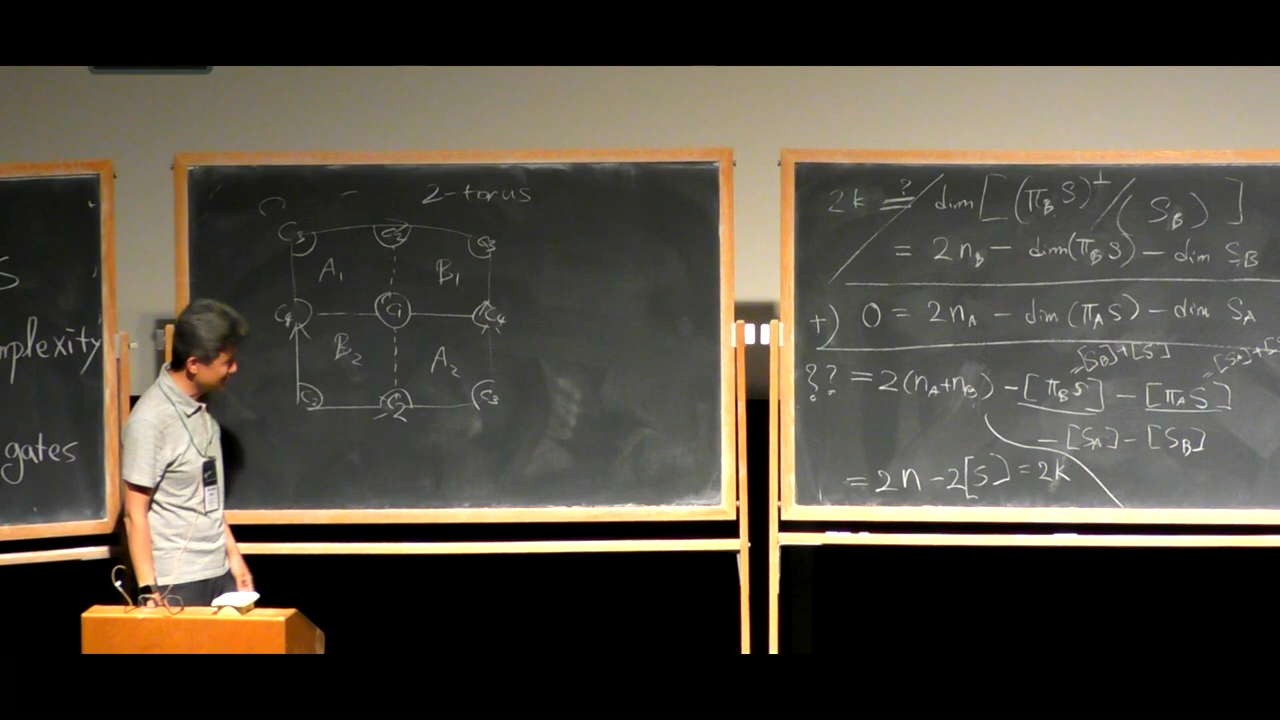 S
mplexity
gates
2-torus
C₃ C₂ C₃
A₁ B₁
C₄ C₁ C₄
B₂ A₂
C₃ C₂ C₃
2k ≟ dim[(π_B S)^⊥ / (S_B)]
= 2n_B − dim(π_B S) − dim S_B
+) 0 = 2n_A − dim(π_A S) − dim S_A
= [S_B]+[S] = [S_A]+[S
?? = 2(n_A+n_B) − [π_B S] − [π_A S]
− [S_A] − [S_B]
= 2n − 2[S] = 2k